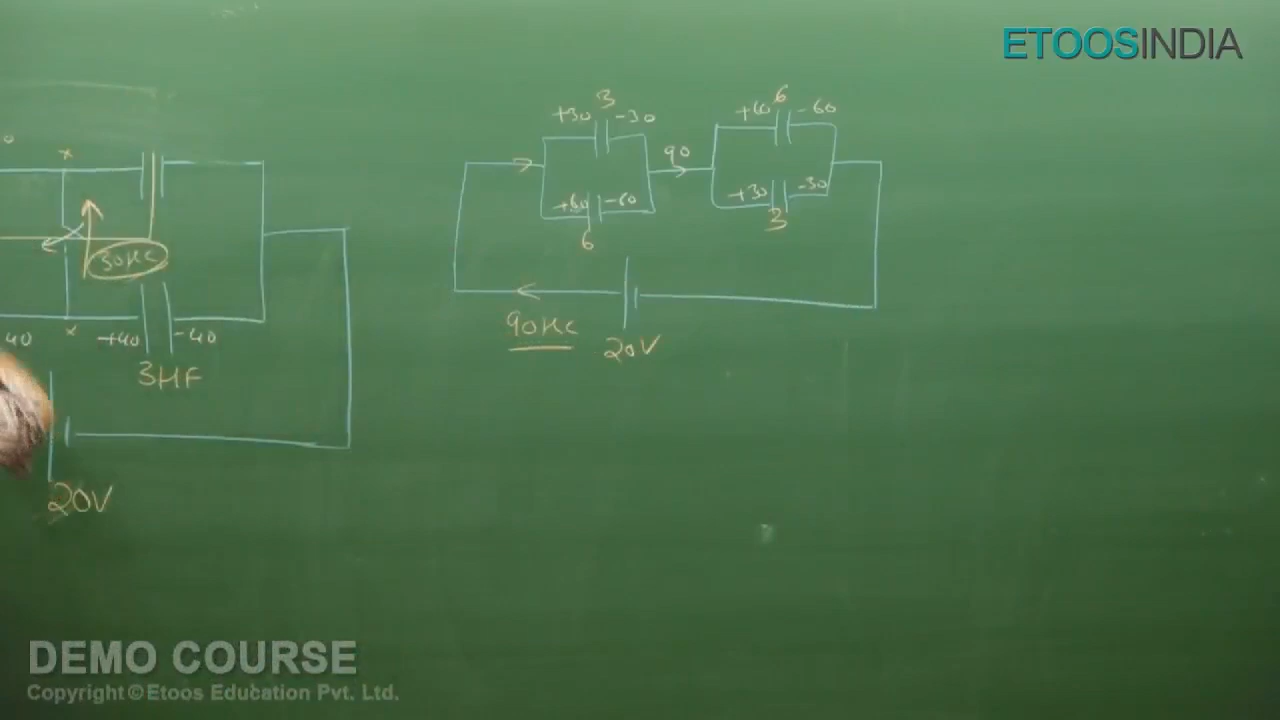 ETOOSINDIA
3
+30
-30
6
+40
-60
90
+60
-60
6
+30
-30
3
30μC
40
+40
-40
3μF
90μC
20V
20V
DEMO COURSE
Copyright © Etoos Education Pvt. Ltd.